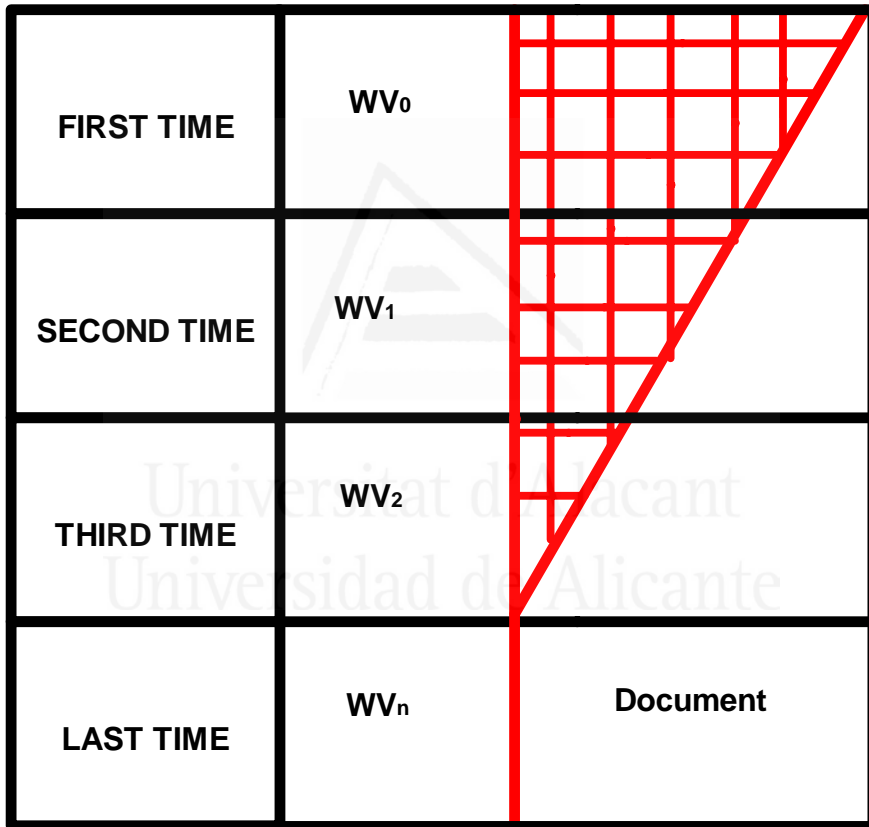 FIRST TIME
WV₀
SECOND TIME
WV₁
THIRD TIME
WV₂
LAST TIME
WVₙ
Document
Universitat d'Alacant
Universidad de Alicante